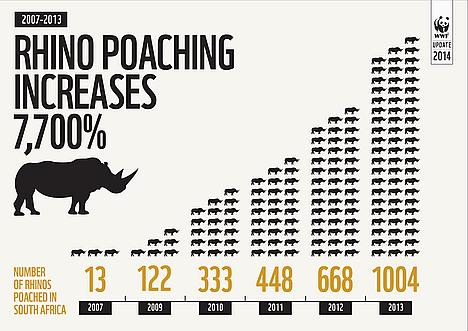 2007-2013
RHINO POACHING
INCREASES
7,700%
WWF
UPDATE
2014
NUMBER
OF RHINOS
POACHED IN
SOUTH AFRICA
13 122 333 448 668 1004
2007 2009 2010 2011 2012 2013